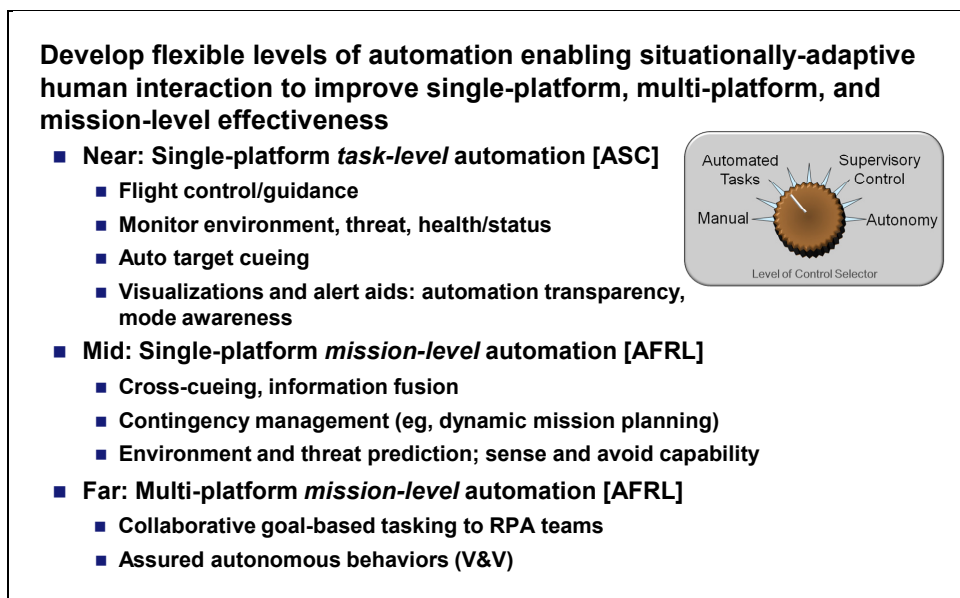 Develop flexible levels of automation enabling situationally-adaptive
human interaction to improve single-platform, multi-platform, and
mission-level effectiveness
■ Near: Single-platform task-level automation [ASC]
■ Flight control/guidance
■ Monitor environment, threat, health/status
■ Auto target cueing
■ Visualizations and alert aids: automation transparency,
mode awareness
Automated
Tasks
Supervisory
Control
Manual
Autonomy
Level of Control Selector
■ Mid: Single-platform mission-level automation [AFRL]
■ Cross-cueing, information fusion
■ Contingency management (eg, dynamic mission planning)
■ Environment and threat prediction; sense and avoid capability
■ Far: Multi-platform mission-level automation [AFRL]
■ Collaborative goal-based tasking to RPA teams
■ Assured autonomous behaviors (V&V)